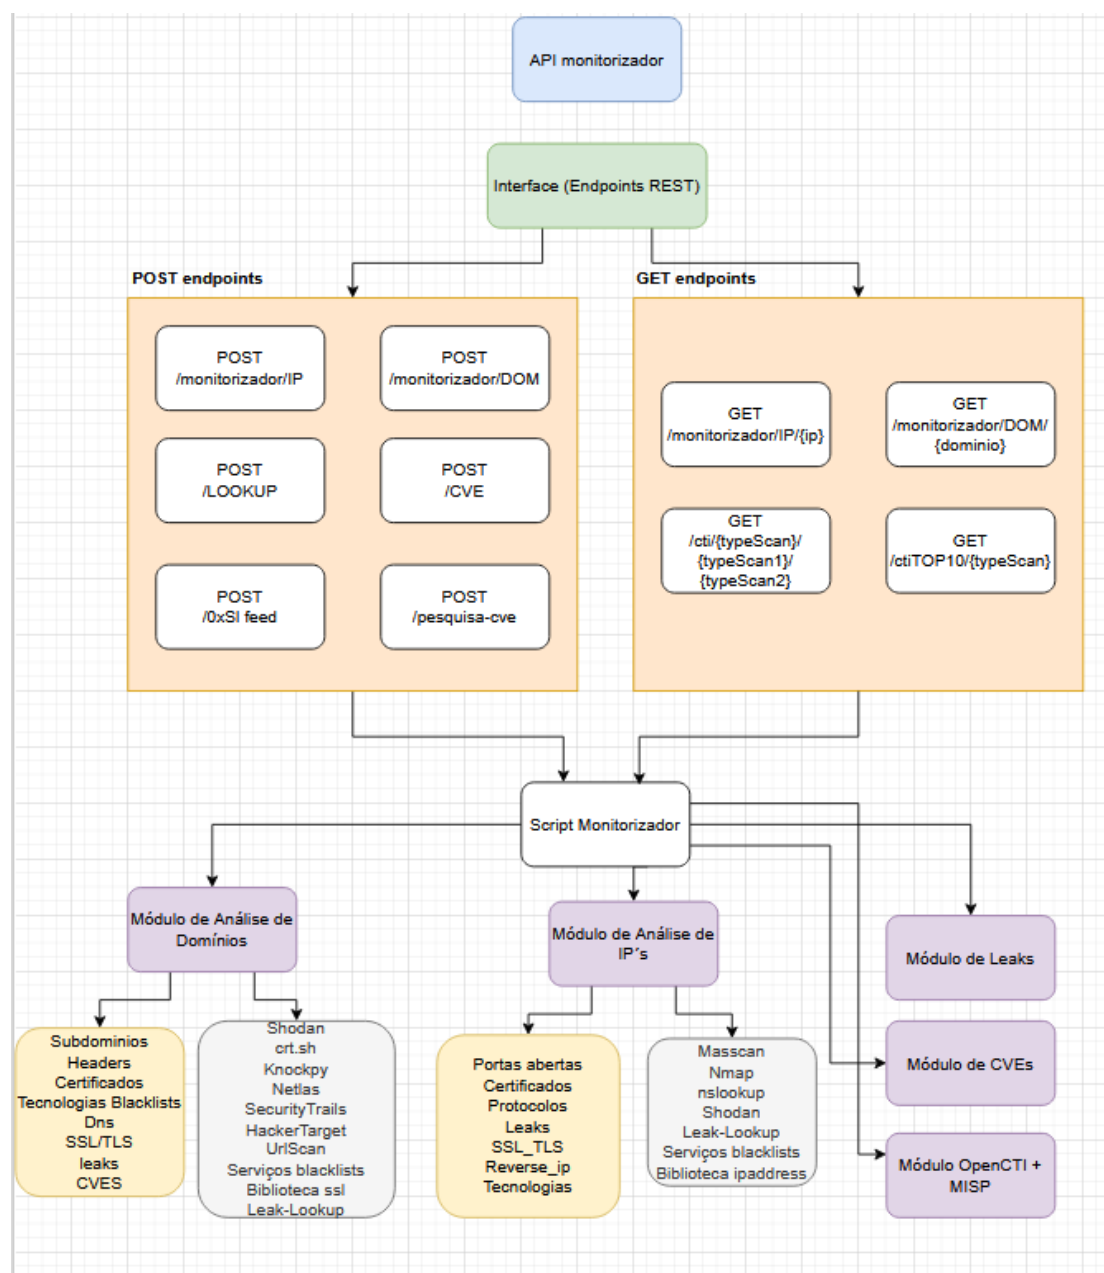 API monitorizador
Interface (Endpoints REST)
POST endpoints
GET endpoints
POST
/monitorizador/IP
POST
/monitorizador/DOM
POST
/LOOKUP
POST
/CVE
POST
/0xSI feed
POST
/pesquisa-cve
GET
/monitorizador/IP/{ip}
GET
/monitorizador/DOM/
{dominio}
GET
/cti/{typeScan}/
{typeScan1}/
{typeScan2}
GET
/ctiTOP10/{typeScan}
Script Monitorizador
Módulo de Análise de
Domínios
Módulo de Análise de
IP´s
Módulo de Leaks
Módulo de CVEs
Módulo OpenCTI +
MISP
Subdominios
Headers
Certificados
Tecnologias Blacklists
Dns
SSL/TLS
leaks
CVES
Shodan
crt.sh
Knockpy
Netlas
SecurityTrails
HackerTarget
UrlScan
Serviços blacklists
Biblioteca ssl
Leak-Lookup
Portas abertas
Certificados
Protocolos
Leaks
SSL_TLS
Reverse_ip
Tecnologias
Masscan
Nmap
nslookup
Shodan
Leak-Lookup
Serviços blacklists
Biblioteca ipaddress